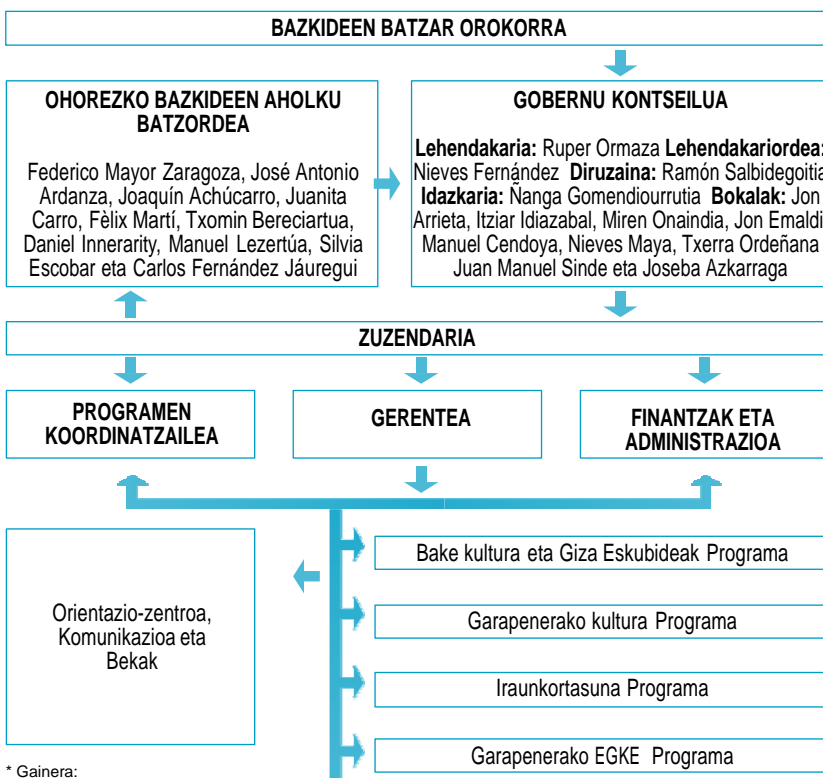 BAZKIDEEN BATZAR OROKORRA
OHOREZKO BAZKIDEEN AHOLKU
BATZORDEA
Federico Mayor Zaragoza, José Antonio
Ardanza, Joaquín Achúcarro, Juanita
Carro, Fèlix Martí, Txomin Bereciartua,
Daniel Innerarity, Manuel Lezertúa, Silvia
Escobar eta Carlos Fernández Jáuregui
GOBERNU KONTSEILUA
Lehendakaria: Ruper Ormaza Lehendakariordea:
Nieves Fernández Diruzaina: Ramón Salbidegoitia
Idazkaria: Ñanga Gomendiourrutia Bokalak: Jon
Arrieta, Itziar Idiazabal, Miren Onaindia, Jon Emaldi
Manuel Cendoya, Nieves Maya, Txerra Ordeñana
Juan Manuel Sinde eta Joseba Azkarraga
ZUZENDARIA
PROGRAMEN
KOORDINATZAILEA
GERENTEA
FINANTZAK ETA
ADMINISTRAZIOA
Orientazio-zentroa,
Komunikazioa eta
Bekak
Bake kultura eta Giza Eskubideak Programa
Garapenerako kultura Programa
Iraunkortasuna Programa
Garapenerako EGKE Programa
* Gainera: